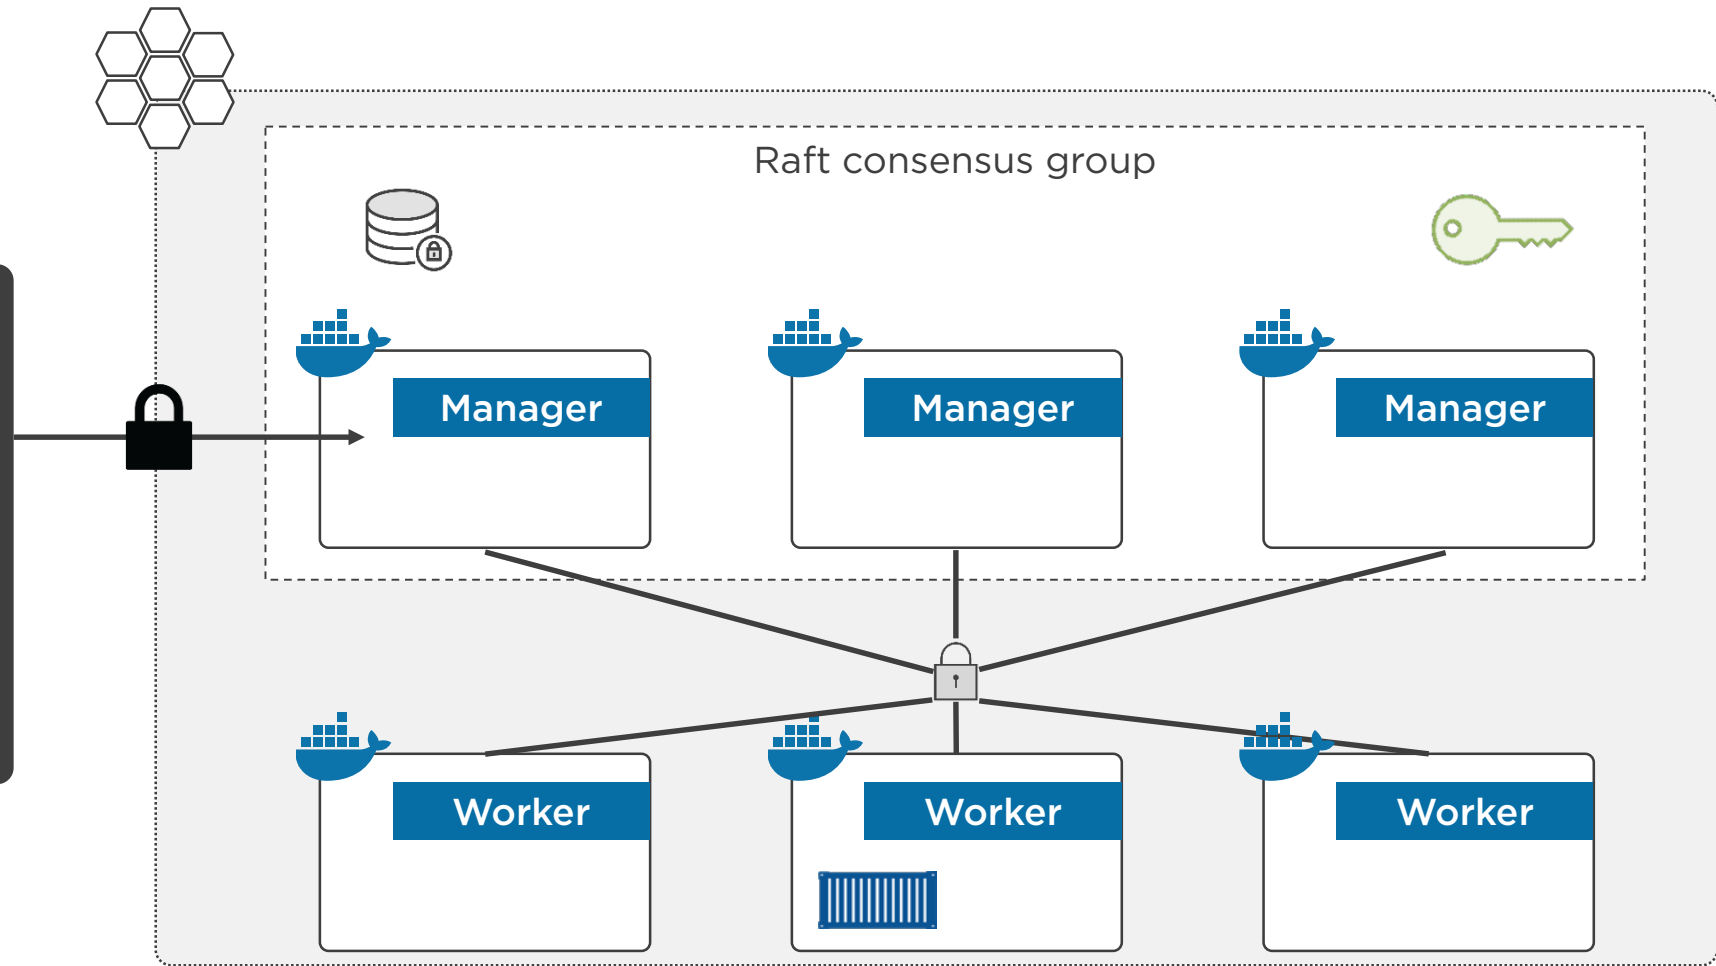 Raft consensus group
Manager
Manager
Manager
Worker
Worker
Worker